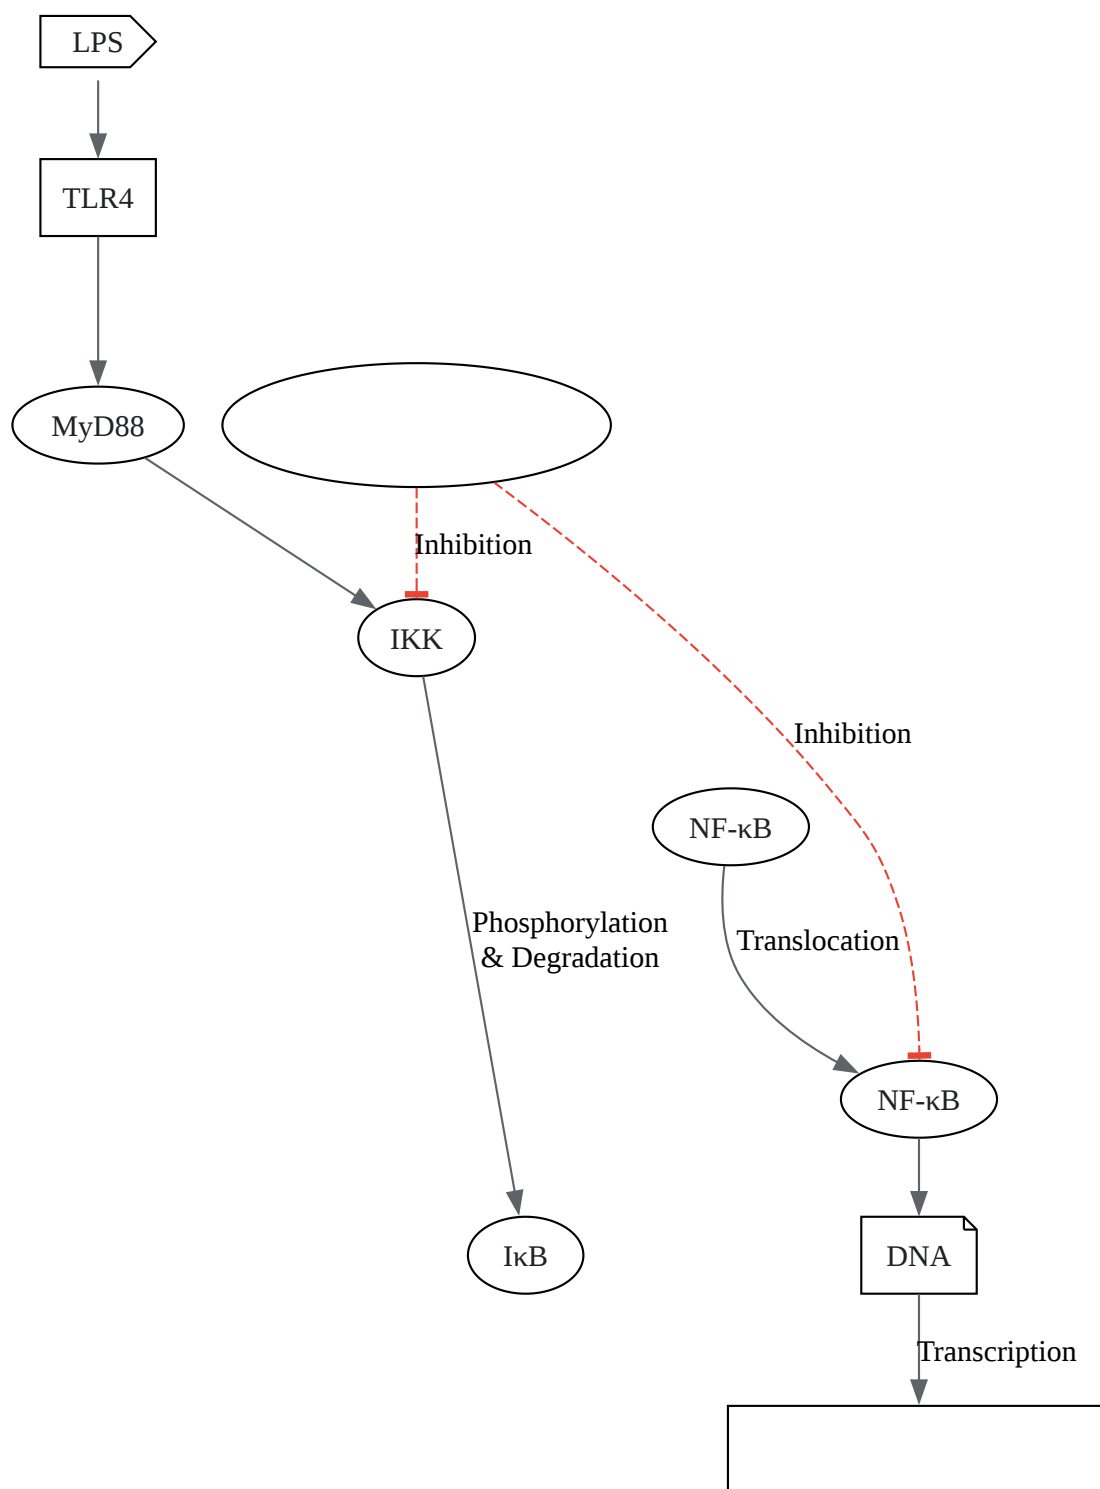 LPS
TLR4
MyD88
Inhibition
IKK
Inhibition
NF-κB
Phosphorylation
& Degradation
Translocation
NF-κB
IκB
DNA
Transcription